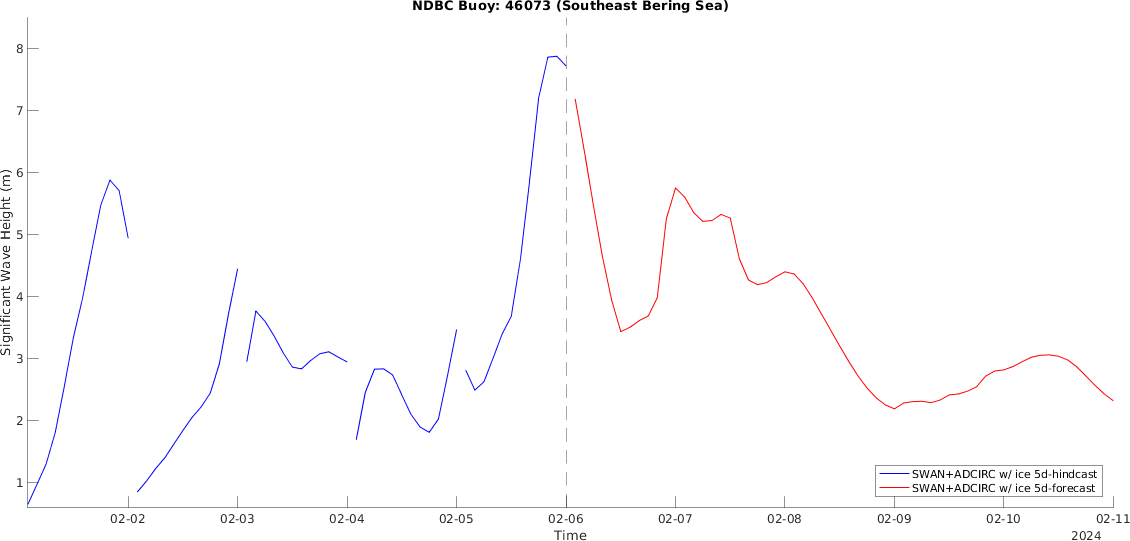 NDBC Buoy: 46073 (Southeast Bering Sea)
Significant Wave Height (m)
8
7
6
5
4
3
2
1
SWAN+ADCIRC w/ ice 5d-hindcast
SWAN+ADCIRC w/ ice 5d-forecast
02-02 02-03 02-04 02-05 02-06 02-07 02-08 02-09 02-10 02-11
Time
2024